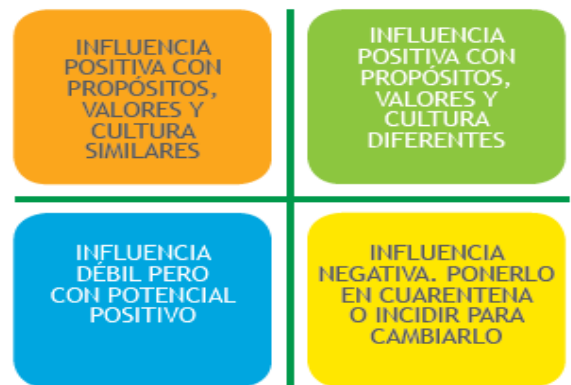 INFLUENCIA
POSITIVA CON
PROPÓSITOS,
VALORES Y
CULTURA
SIMILARES
INFLUENCIA
POSITIVA CON
PROPÓSITOS,
VALORES Y
CULTURA
DIFERENTES
INFLUENCIA
DÉBIL PERO
CON POTENCIAL
POSITIVO
INFLUENCIA
NEGATIVA. PONERLO
EN CUARENTENA
O INCIDIR PARA
CAMBIARLO